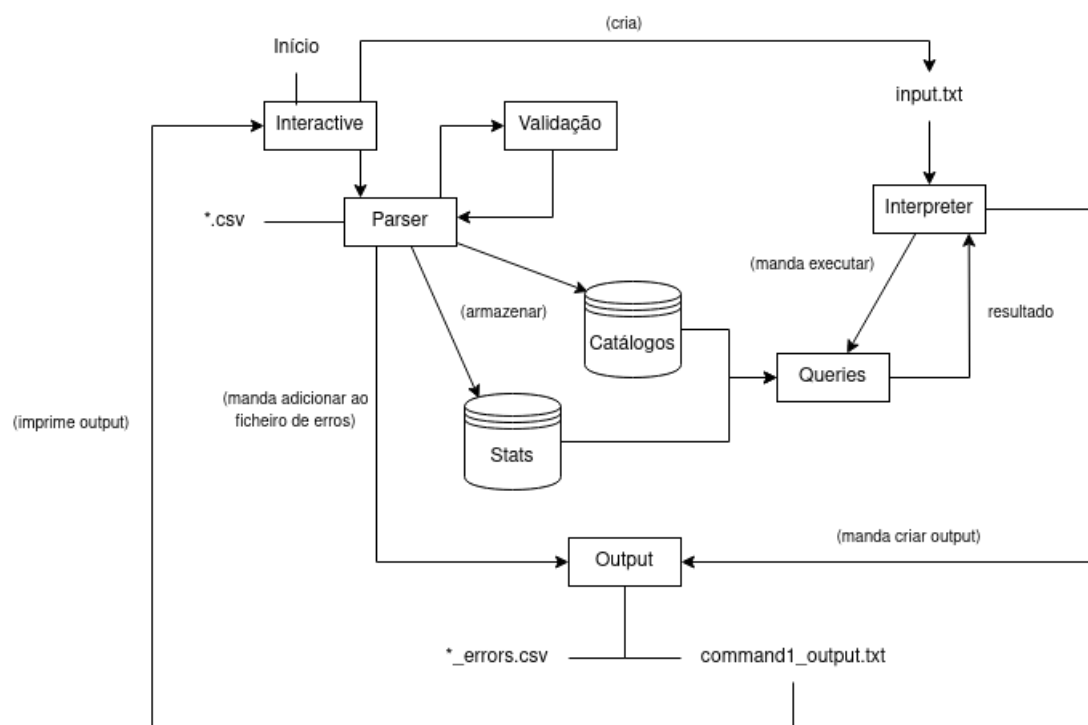 (cria)
Início
input.txt
Interactive
Validação
*.csv
Parser
Interpreter
(manda executar)
(armazenar)
resultado
Catálogos
Queries
(manda adicionar ao
ficheiro de erros)
(imprime output)
Stats
(manda criar output)
Output
*_errors.csv
command1_output.txt